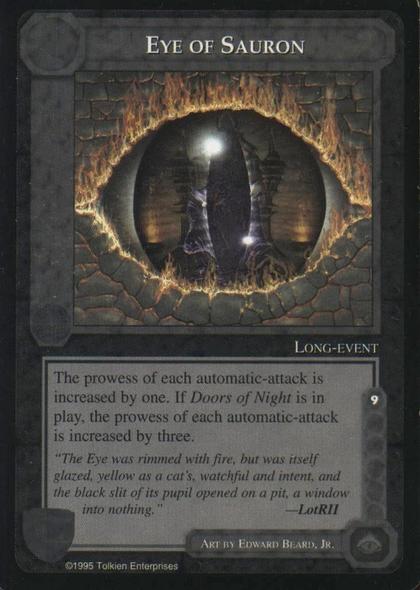 EYE OF SAURON
LONG-EVENT
The prowess of each automatic-attack is
increased by one. If Doors of Night is in
play, the prowess of each automatic-attack
is increased by three.
9
"The Eye was rimmed with fire, but was itself
glazed, yellow as a cat's, watchful and intent, and
the black slit of its pupil opened on a pit, a window
into nothing." —LotRII
ART BY EDWARD BEARD, JR.
©1995 Tolkien Enterprises